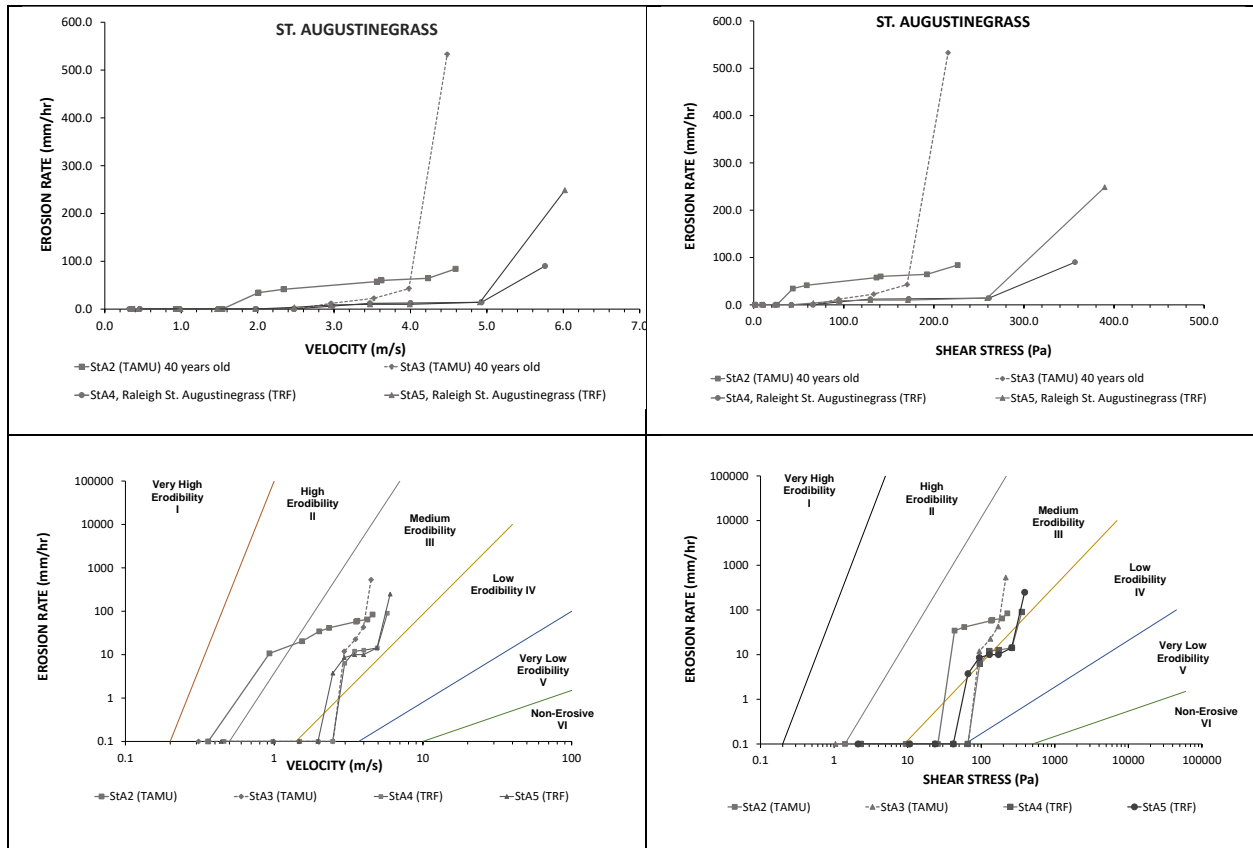 ST. AUGUSTINEGRASS
600.0
500.0
400.0
300.0
200.0
100.0
0.0
EROSION RATE (mm/hr)
0.0 1.0 2.0 3.0 4.0 5.0 6.0 7.0
VELOCITY (m/s)
StA2 (TAMU) 40 years old
StA3 (TAMU) 40 years old
StA4, Raleigh St. Augustinegrass (TRF)
StA5, Raleigh St. Augustinegrass (TRF)
ST. AUGUSTINEGRASS
600.0
500.0
400.0
300.0
200.0
100.0
0.0
EROSION RATE (mm/hr)
0.0 100.0 200.0 300.0 400.0 500.0
SHEAR STRESS (Pa)
StA2 (TAMU) 40 years old
StA3 (TAMU) 40 years old
StA4, Raleight St. Augustinegrass (TRF)
StA5, Raleigh St. Augustinegrass (TRF)
100000
10000
1000
100
10
1
0.1
EROSION RATE (mm/hr)
Very High
Erodibility
I
High
Erodibility
II
Medium
Erodibility
III
Low
Erodibility IV
Very Low
Erodibility
V
Non-Erosive
VI
0.1 1 10 100
VELOCITY (m/s)
StA2 (TAMU)
StA3 (TAMU)
StA4 (TRF)
StA5 (TRF)
100000
10000
1000
100
10
1
0.1
EROSION RATE (mm/hr)
Very High
Erodibility
I
High
Erodibility
II
Medium
Erodibility
III
Low
Erodibility
IV
Very Low
Erodibility
V
Non-Erosive
VI
0.1 1 10 100 1000 10000 100000
SHEAR STRESS (Pa)
StA2 (TAMU)
StA3 (TAMU)
StA4 (TRF)
StA5 (TRF)